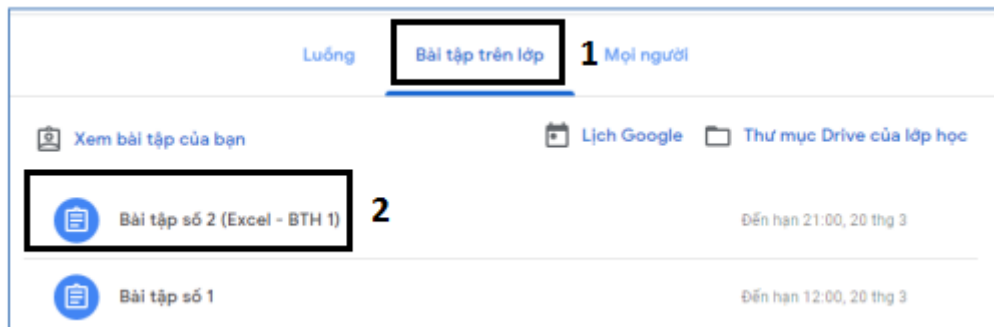 Luồng Bài tập trên lớp 1 Mọi người
Xem bài tập của bạn Lịch Google Thư mục Drive của lớp học
Bài tập số 2 (Excel - BTH 1) 2 Đến hạn 21:00, 20 thg 3
Bài tập số 1 Đến hạn 12:00, 20 thg 3